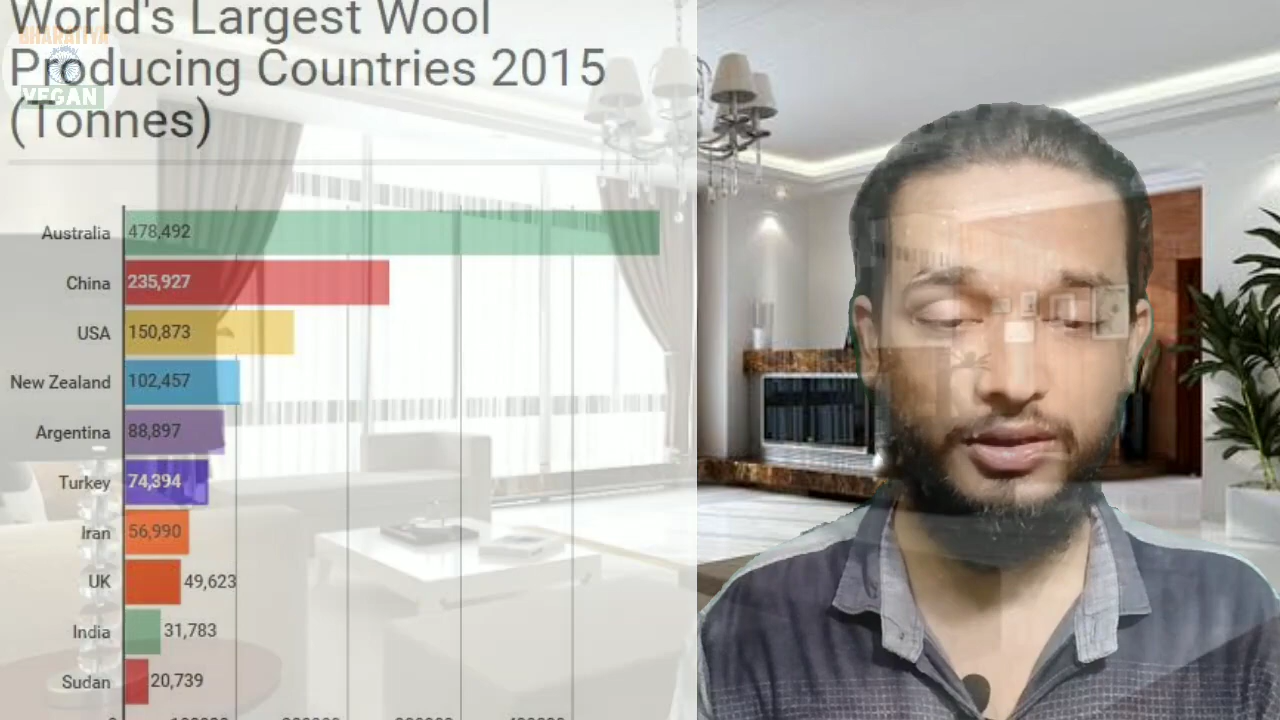 World's Largest Wool
Producing Countries 2015
(Tonnes)
BHARATIYA
VEGAN
Australia 478,492
China 235,927
USA 150,873
New Zealand 102,457
Argentina 88,897
Turkey 74,394
Iran 56,990
UK 49,623
India 31,783
Sudan 20,739